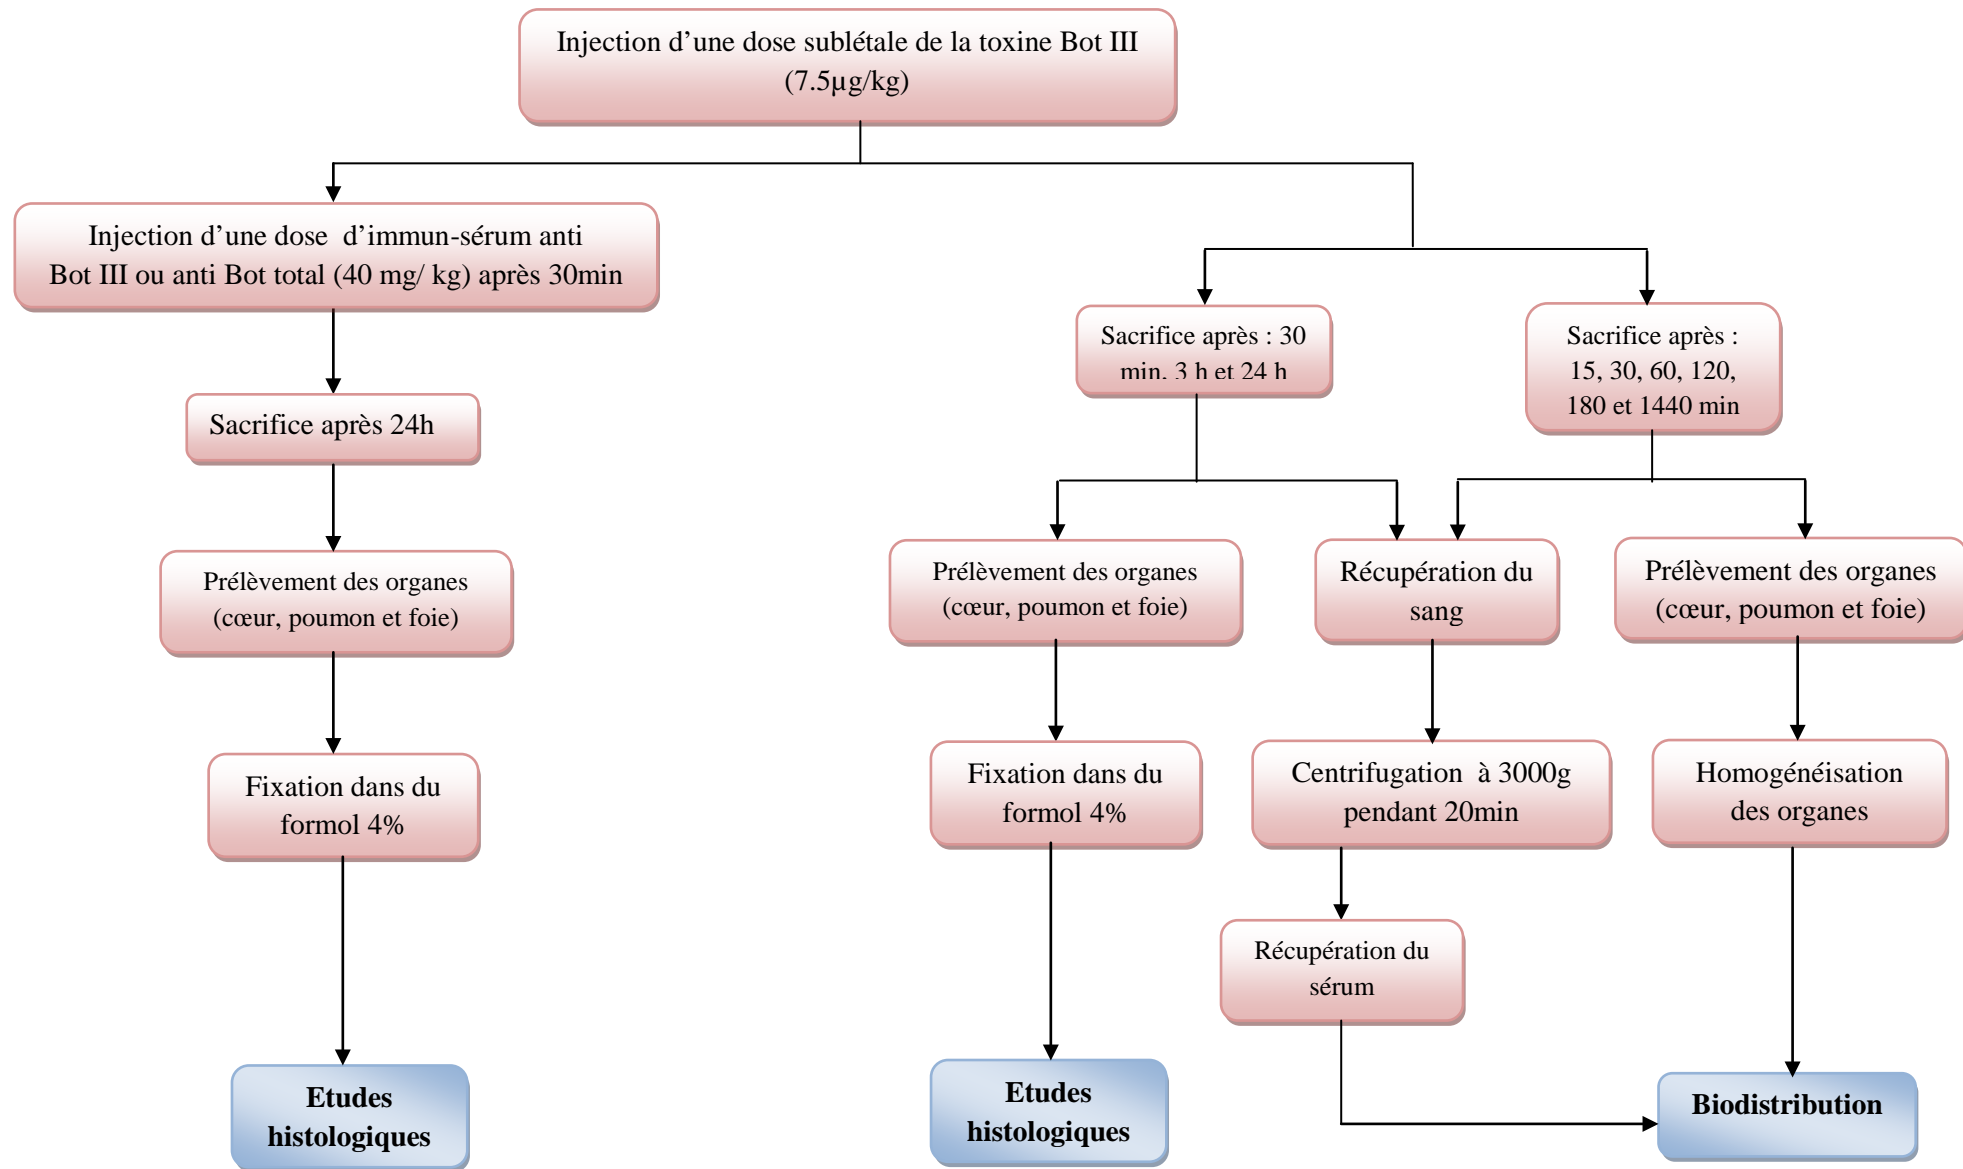 Injection d’une dose sublétale de la toxine Bot III
(7.5µg/kg)
Injection d’une dose d’immun-sérum anti
Bot III ou anti Bot total (40 mg/ kg) après 30min
Sacrifice après : 30
min, 3 h et 24 h
Sacrifice après :
15, 30, 60, 120,
180 et 1440 min
Sacrifice après 24h
Prélèvement des organes
(cœur, poumon et foie)
Prélèvement des organes
(cœur, poumon et foie)
Récupération du
sang
Prélèvement des organes
(cœur, poumon et foie)
Fixation dans du
formol 4%
Fixation dans du
formol 4%
Centrifugation à 3000g
pendant 20min
Homogénéisation
des organes
Récupération du
sérum
Etudes
histologiques
Etudes
histologiques
Biodistribution